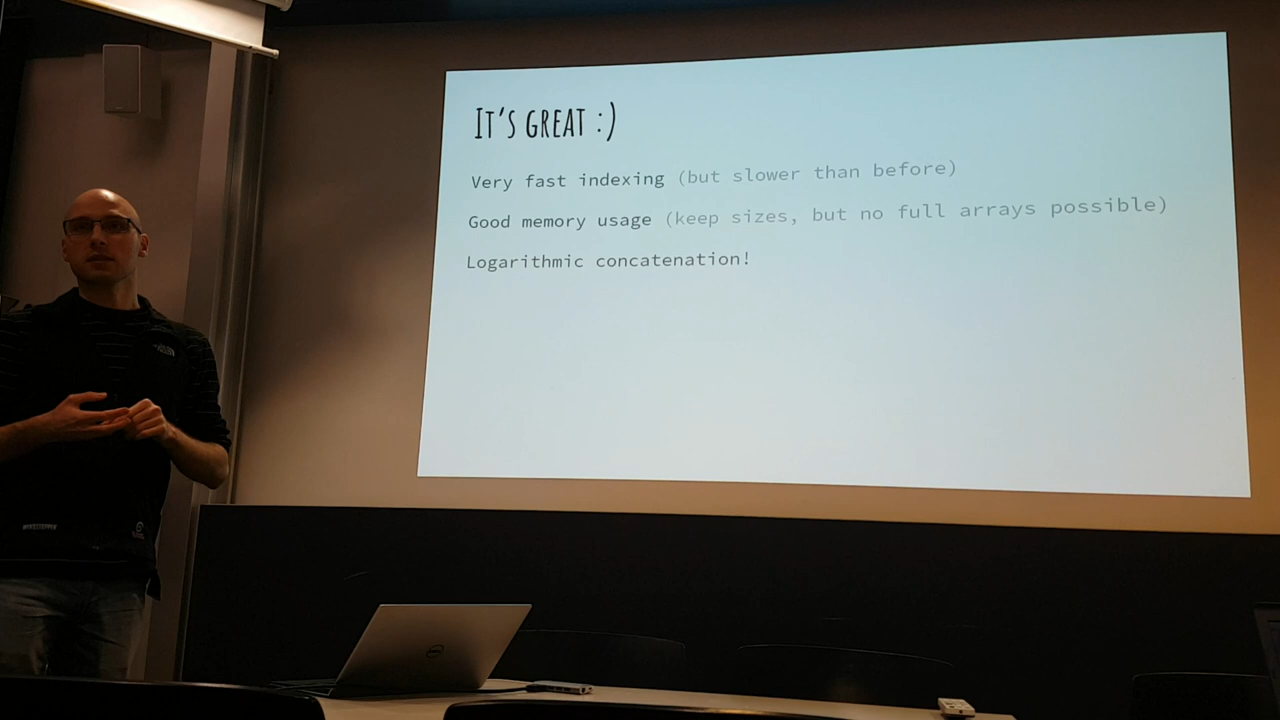 It's great :)
Very fast indexing (but slower than before)
Good memory usage (keep sizes, but no full arrays possible)
Logarithmic concatenation!
DELL